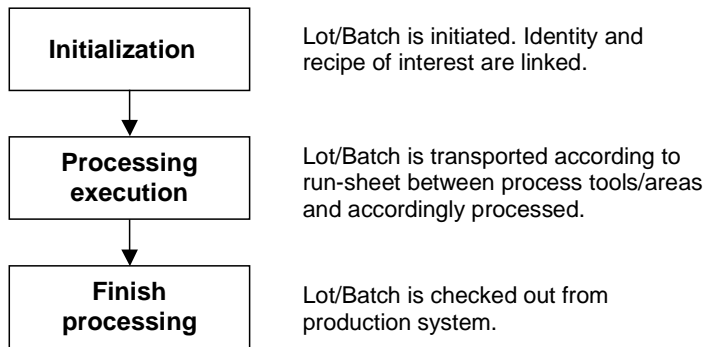 Initialization
Lot/Batch is initiated. Identity and
recipe of interest are linked.
Processing
execution
Lot/Batch is transported according to
run-sheet between process tools/areas
and accordingly processed.
Finish
processing
Lot/Batch is checked out from
production system.